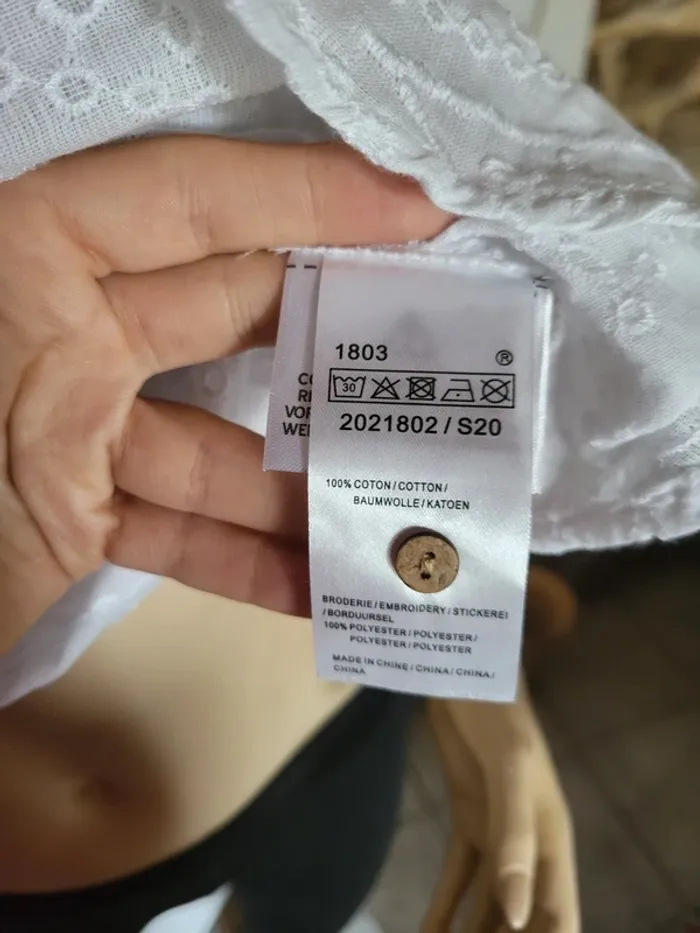 1803 ®
30
2021802 / S20
100% COTON / COTTON /
BAUMWOLLE / KATOEN
BRODERIE / EMBROIDERY / STICKEREI
/ BORDUURSEL
100% POLYESTER / POLYESTER /
POLYESTER / POLYESTER
MADE IN CHINE / CHINA / CHINA /
CHINA